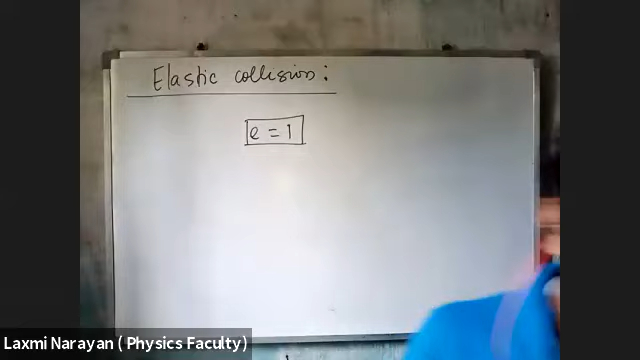 Elastic collision:
e = 1
Laxmi Narayan ( Physics Faculty)